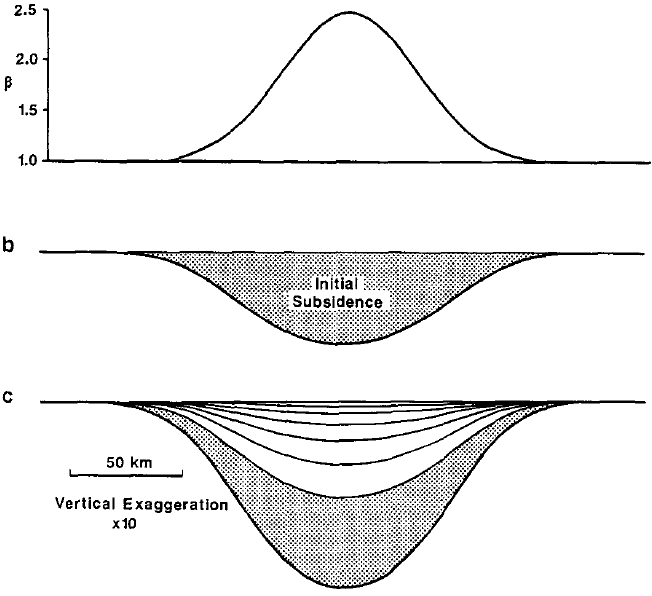 2.5
2.0
β
1.5
1.0
b
Initial
Subsidence
c
50 km
Vertical Exaggeration
x10